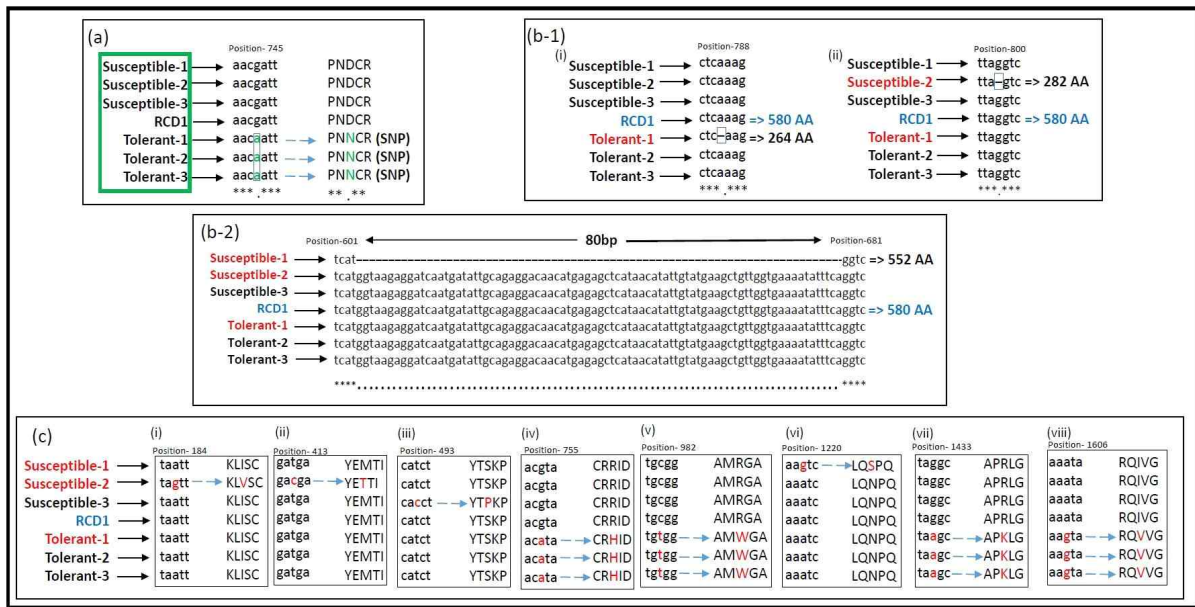 (a)
Position- 745
Susceptible-1 aacgatt PNDCR
Susceptible-2 aacgatt PNDCR
Susceptible-3 aacgatt PNDCR
RCD1 aacgatt PNDCR
Tolerant-1 aacaatt PNNCR (SNP)
Tolerant-2 aacaatt PNNCR (SNP)
Tolerant-3 aacaatt PNNCR (SNP)
***.*** **.**
(b-1)
(i) Position- 788
Susceptible-1 ctcaaag
Susceptible-2 ctcaaag
Susceptible-3 ctcaaag
RCD1 ctcaaag => 580 AA
Tolerant-1 ctc-aag => 264 AA
Tolerant-2 ctcaaag
Tolerant-3 ctcaaag
***.***
(ii) Position- 800
Susceptible-1 ttaggtc
Susceptible-2 tta-gtc => 282 AA
Susceptible-3 ttaggtc
RCD1 ttaggtc => 580 AA
Tolerant-1 ttaggtc
Tolerant-2 ttaggtc
Tolerant-3 ttaggtc
***.***
(b-2)
Position-601 80bp Position-681
Susceptible-1 tcat--------------------------------------------------------------------------------ggtc => 552 AA
Susceptible-2 tcatggtaagaggatcaatgatattgcagaggacaacatgagagctcataacatattgtatgaagctgttggtgaaaatatttcaggtc
Susceptible-3 tcatggtaagaggatcaatgatattgcagaggacaacatgagagctcataacatattgtatgaagctgttggtgaaaatatttcaggtc
RCD1 tcatggtaagaggatcaatgatattgcagaggacaacatgagagctcataacatattgtatgaagctgttggtgaaaatatttcaggtc => 580 AA
Tolerant-1 tcatggtaagaggatcaatgatattgcagaggacaacatgagagctcataacatattgtatgaagctgttggtgaaaatatttcaggtc
Tolerant-2 tcatggtaagaggatcaatgatattgcagaggacaacatgagagctcataacatattgtatgaagctgttggtgaaaatatttcaggtc
Tolerant-3 tcatggtaagaggatcaatgatattgcagaggacaacatgagagctcataacatattgtatgaagctgttggtgaaaatatttcaggtc
****................................................................................****
(c)
(i) (ii) (iii) (iv) (v) (vi) (vii) (viii)
Position- 184 Position- 413 Position- 493 Position- 755 Position- 982 Position- 1220 Position- 1433 Position- 1606
Susceptible-1 taatt KLISC gatga YEMTI catct YTSKP acgta CRRID tgcgg AMRGA aagtc LQSPQ taggc APRLG aaata RQIVG
Susceptible-2 tagtt KLVSC gacga YETTI catct YTSKP acgta CRRID tgcgg AMRGA aaatc LQNPQ taggc APRLG aaata RQIVG
Susceptible-3 taatt KLISC gatga YEMTI cacct YTPKP acgta CRRID tgcgg AMRGA aaatc LQNPQ taggc APRLG aaata RQIVG
RCD1 taatt KLISC gatga YEMTI catct YTSKP acgta CRRID tgcgg AMRGA aaatc LQNPQ taggc APRLG aaata RQIVG
Tolerant-1 taatt KLISC gatga YEMTI catct YTSKP acata CRHID tgtgg AMWGA aaatc LQNPQ taagc APKLG aagta RQVVG
Tolerant-2 taatt KLISC gatga YEMTI catct YTSKP acata CRHID tgtgg AMWGA aaatc LQNPQ taagc APKLG aagta RQVVG
Tolerant-3 taatt KLISC gatga YEMTI catct YTSKP acata CRHID tgtgg AMWGA aaatc LQNPQ taagc APKLG aagta RQVVG